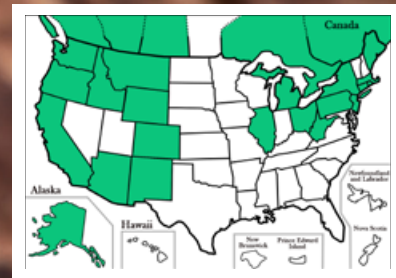 Canada
Alaska
Hawaii
New
Brunswick
Prince Edward
Island
Newfoundland
and Labrador
Nova Scotia